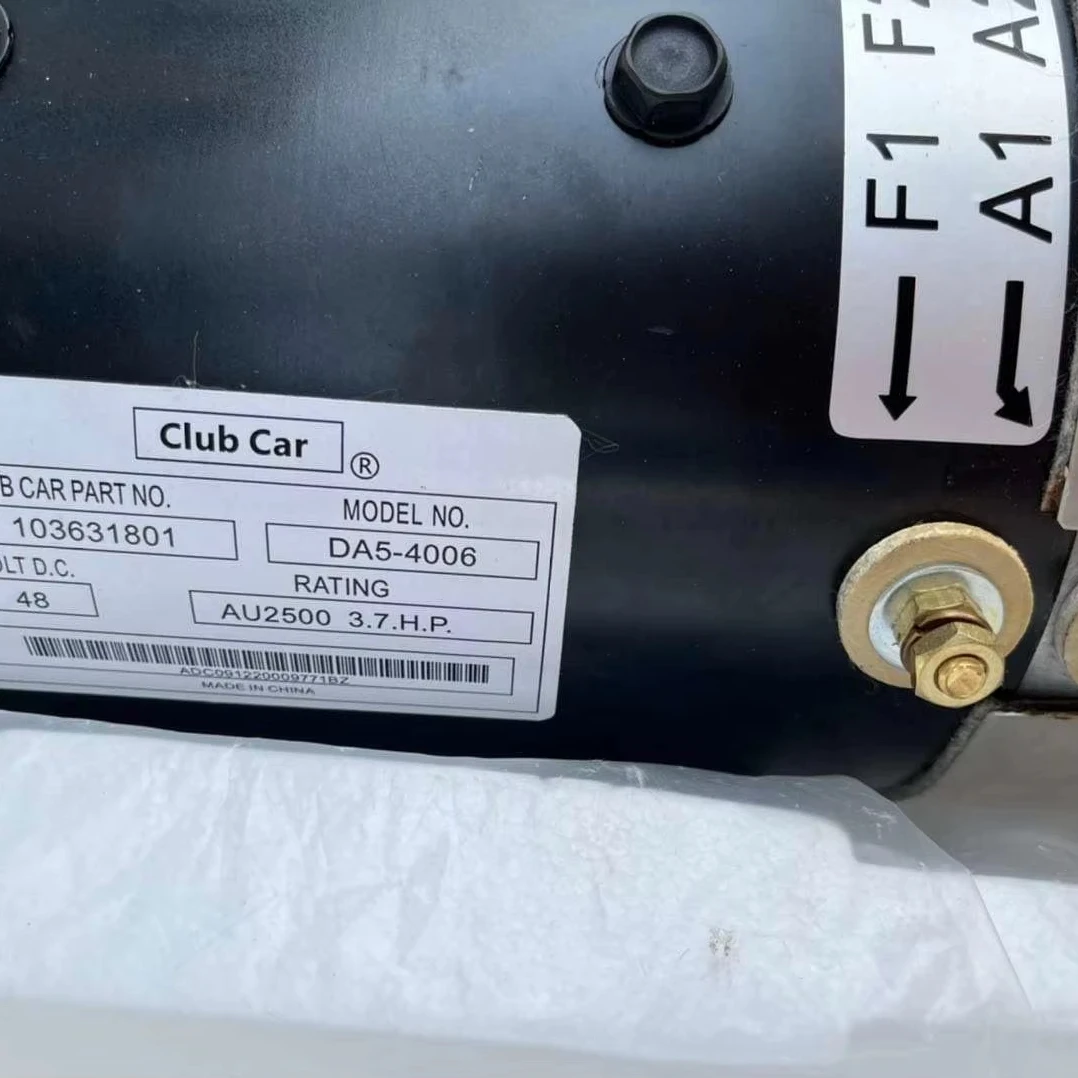 Club Car ®
B CAR PART NO. MODEL NO.
103631801 DA5-4006
LT D.C. RATING
48 AU2500 3.7.H.P.
ADC091220009771BZ
MADE IN CHINA
F1 F
A1 A